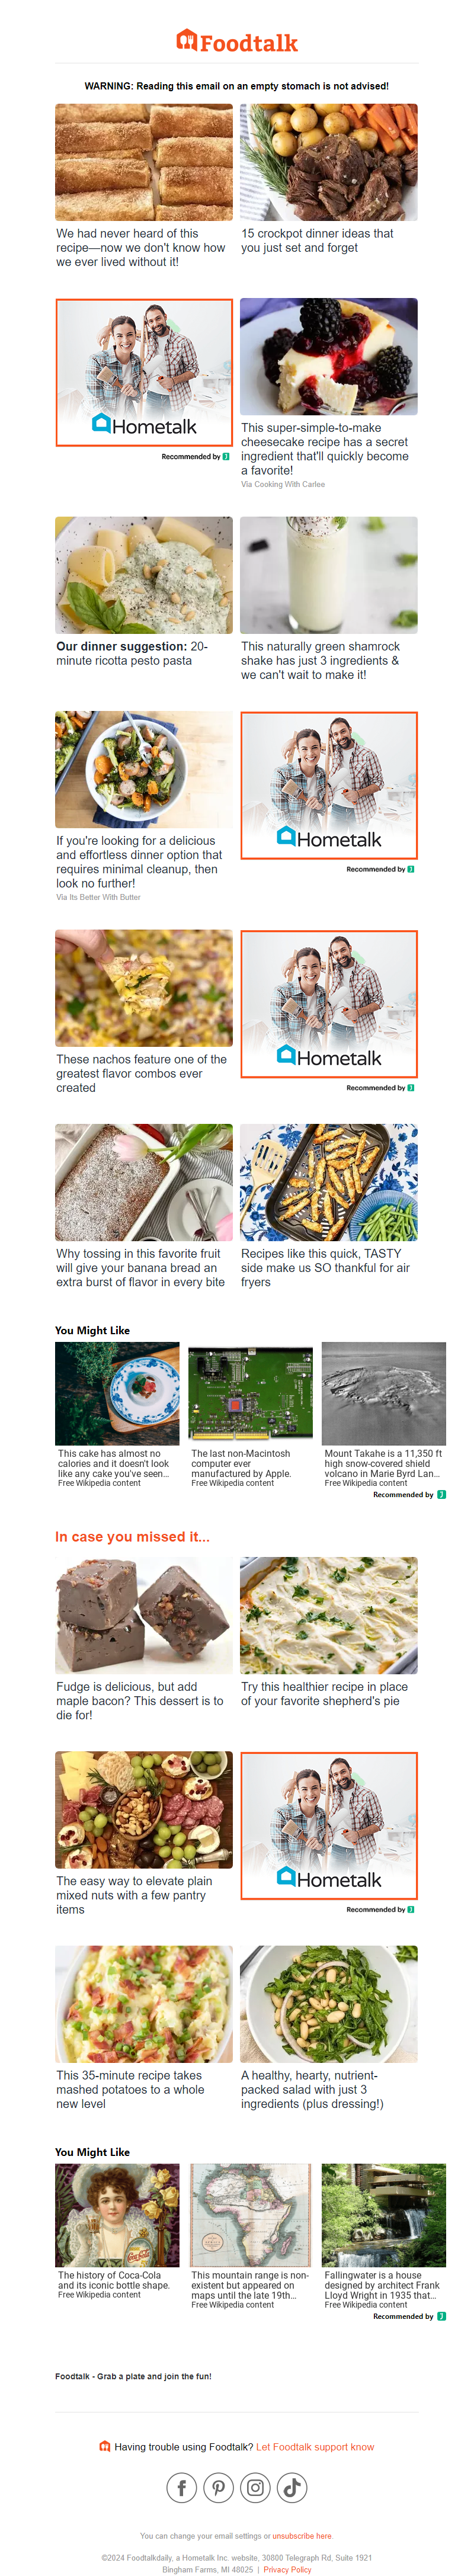 Foodtalk
WARNING: Reading this email on an empty stomach is not advised!
We had never heard of this
recipe—now we don't know how
we ever lived without it!
15 crockpot dinner ideas that
you just set and forget
Hometalk
Recommended by
This super-simple-to-make
cheesecake recipe has a secret
ingredient that'll quickly become
a favorite!
Via Cooking With Carlee
Our dinner suggestion: 20-
minute ricotta pesto pasta
This naturally green shamrock
shake has just 3 ingredients &
we can't wait to make it!
If you're looking for a delicious
and effortless dinner option that
requires minimal cleanup, then
look no further!
Via Its Better With Butter
Hometalk
Recommended by
These nachos feature one of the
greatest flavor combos ever
created
Hometalk
Recommended by
Why tossing in this favorite fruit
will give your banana bread an
extra burst of flavor in every bite
Recipes like this quick, TASTY
side make us SO thankful for air
fryers
You Might Like
This cake has almost no
calories and it doesn't look
like any cake you've seen...
Free Wikipedia content
The last non-Macintosh
computer ever
manufactured by Apple.
Free Wikipedia content
Mount Takahe is a 11,350 ft
high snow-covered shield
volcano in Marie Byrd Lan...
Free Wikipedia content
Recommended by
In case you missed it...
Fudge is delicious, but add
maple bacon? This dessert is to
die for!
Try this healthier recipe in place
of your favorite shepherd's pie
The easy way to elevate plain
mixed nuts with a few pantry
items
Hometalk
Recommended by
This 35-minute recipe takes
mashed potatoes to a whole
new level
A healthy, hearty, nutrient-
packed salad with just 3
ingredients (plus dressing!)
You Might Like
Coca-Cola
The history of Coca-Cola
and its iconic bottle shape.
Free Wikipedia content
This mountain range is non-
existent but appeared on
maps until the late 19th...
Free Wikipedia content
Fallingwater is a house
designed by architect Frank
Lloyd Wright in 1935 that...
Free Wikipedia content
Recommended by
Foodtalk - Grab a plate and join the fun!
Having trouble using Foodtalk? Let Foodtalk support know
You can change your email settings or unsubscribe here.
©2024 Foodtalkdaily, a Hometalk Inc. website, 30800 Telegraph Rd, Suite 1921
Bingham Farms, MI 48025 | Privacy Policy